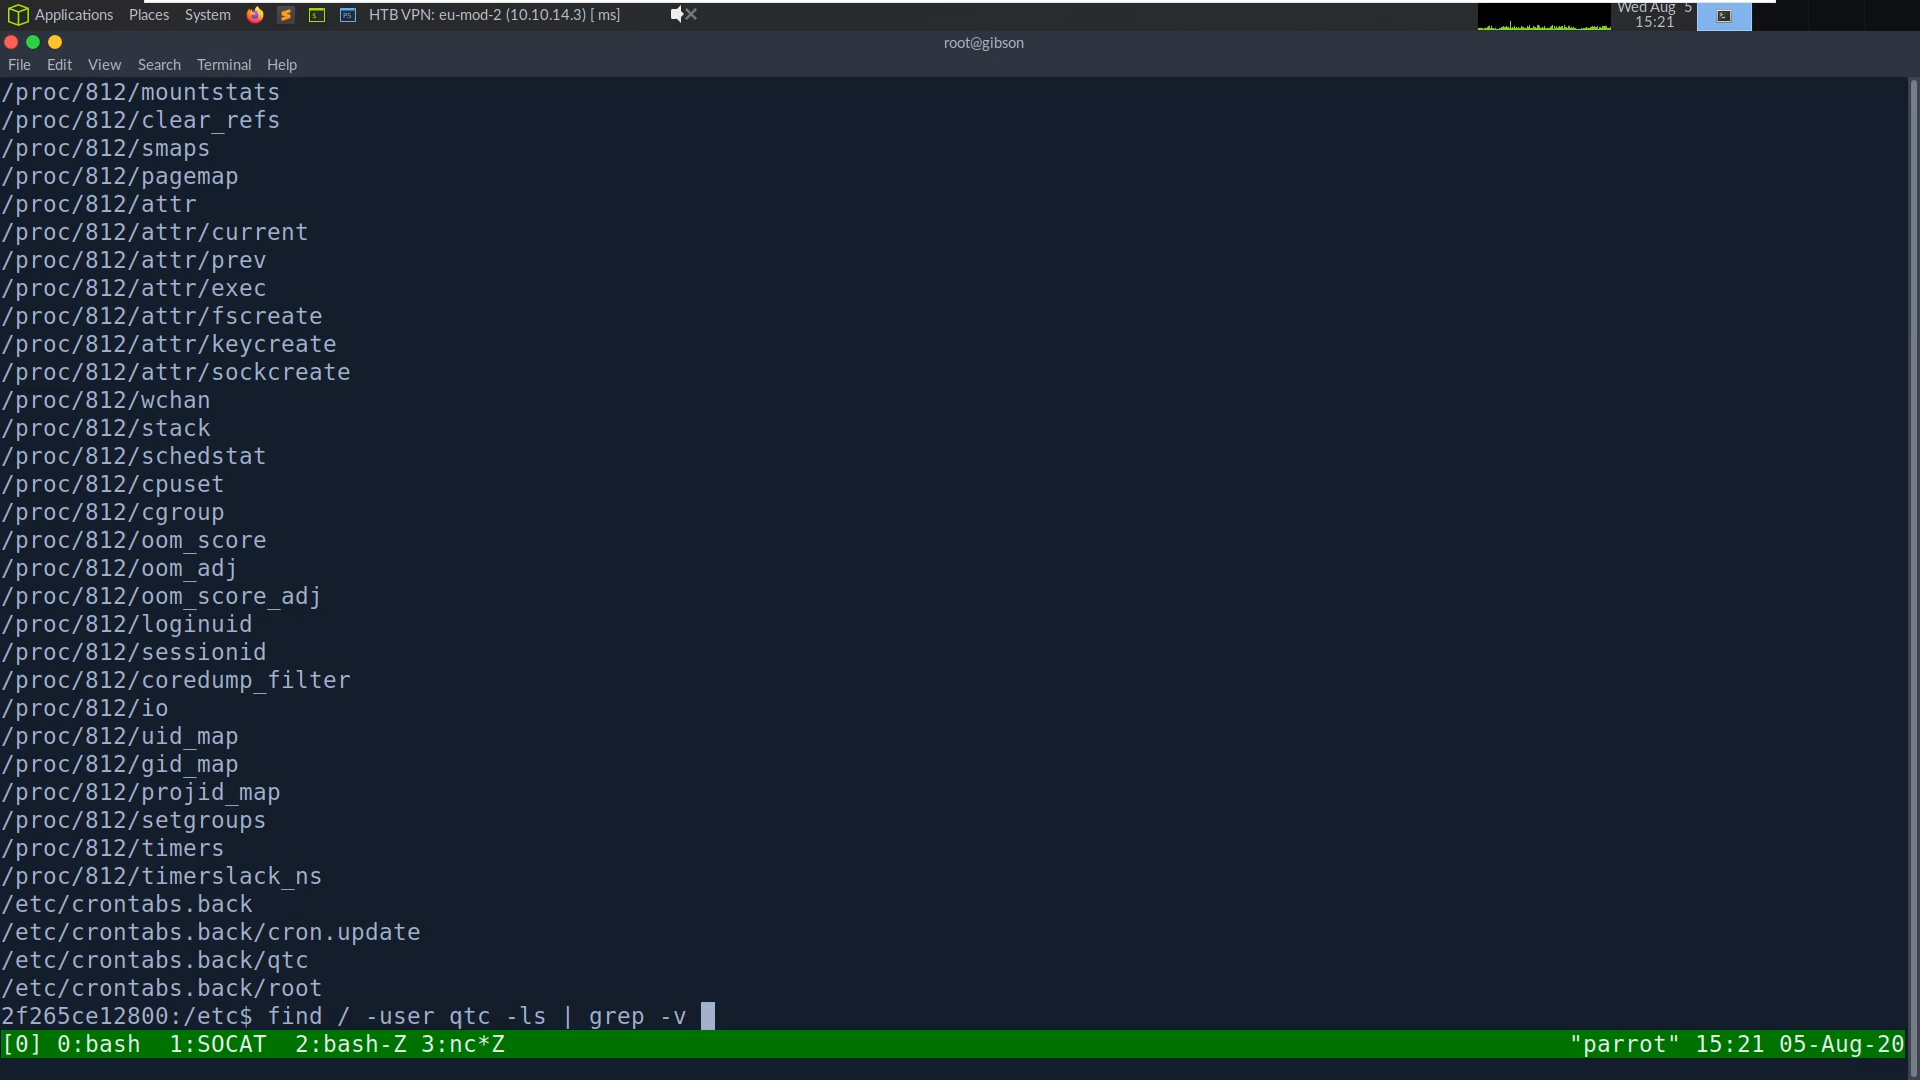 Applications Places System HTB VPN: eu-mod-2 (10.10.14.3) [ ms] Wed Aug 5
15:21
root@gibson
File Edit View Search Terminal Help
/proc/812/mountstats
/proc/812/clear_refs
/proc/812/smaps
/proc/812/pagemap
/proc/812/attr
/proc/812/attr/current
/proc/812/attr/prev
/proc/812/attr/exec
/proc/812/attr/fscreate
/proc/812/attr/keycreate
/proc/812/attr/sockcreate
/proc/812/wchan
/proc/812/stack
/proc/812/schedstat
/proc/812/cpuset
/proc/812/cgroup
/proc/812/oom_score
/proc/812/oom_adj
/proc/812/oom_score_adj
/proc/812/loginuid
/proc/812/sessionid
/proc/812/coredump_filter
/proc/812/io
/proc/812/uid_map
/proc/812/gid_map
/proc/812/projid_map
/proc/812/setgroups
/proc/812/timers
/proc/812/timerslack_ns
/etc/crontabs.back
/etc/crontabs.back/cron.update
/etc/crontabs.back/qtc
/etc/crontabs.back/root
2f265ce12800:/etc$ find / -user qtc -ls | grep -v
[0] 0:bash 1:SOCAT 2:bash-Z 3:nc*Z "parrot" 15:21 05-Aug-20